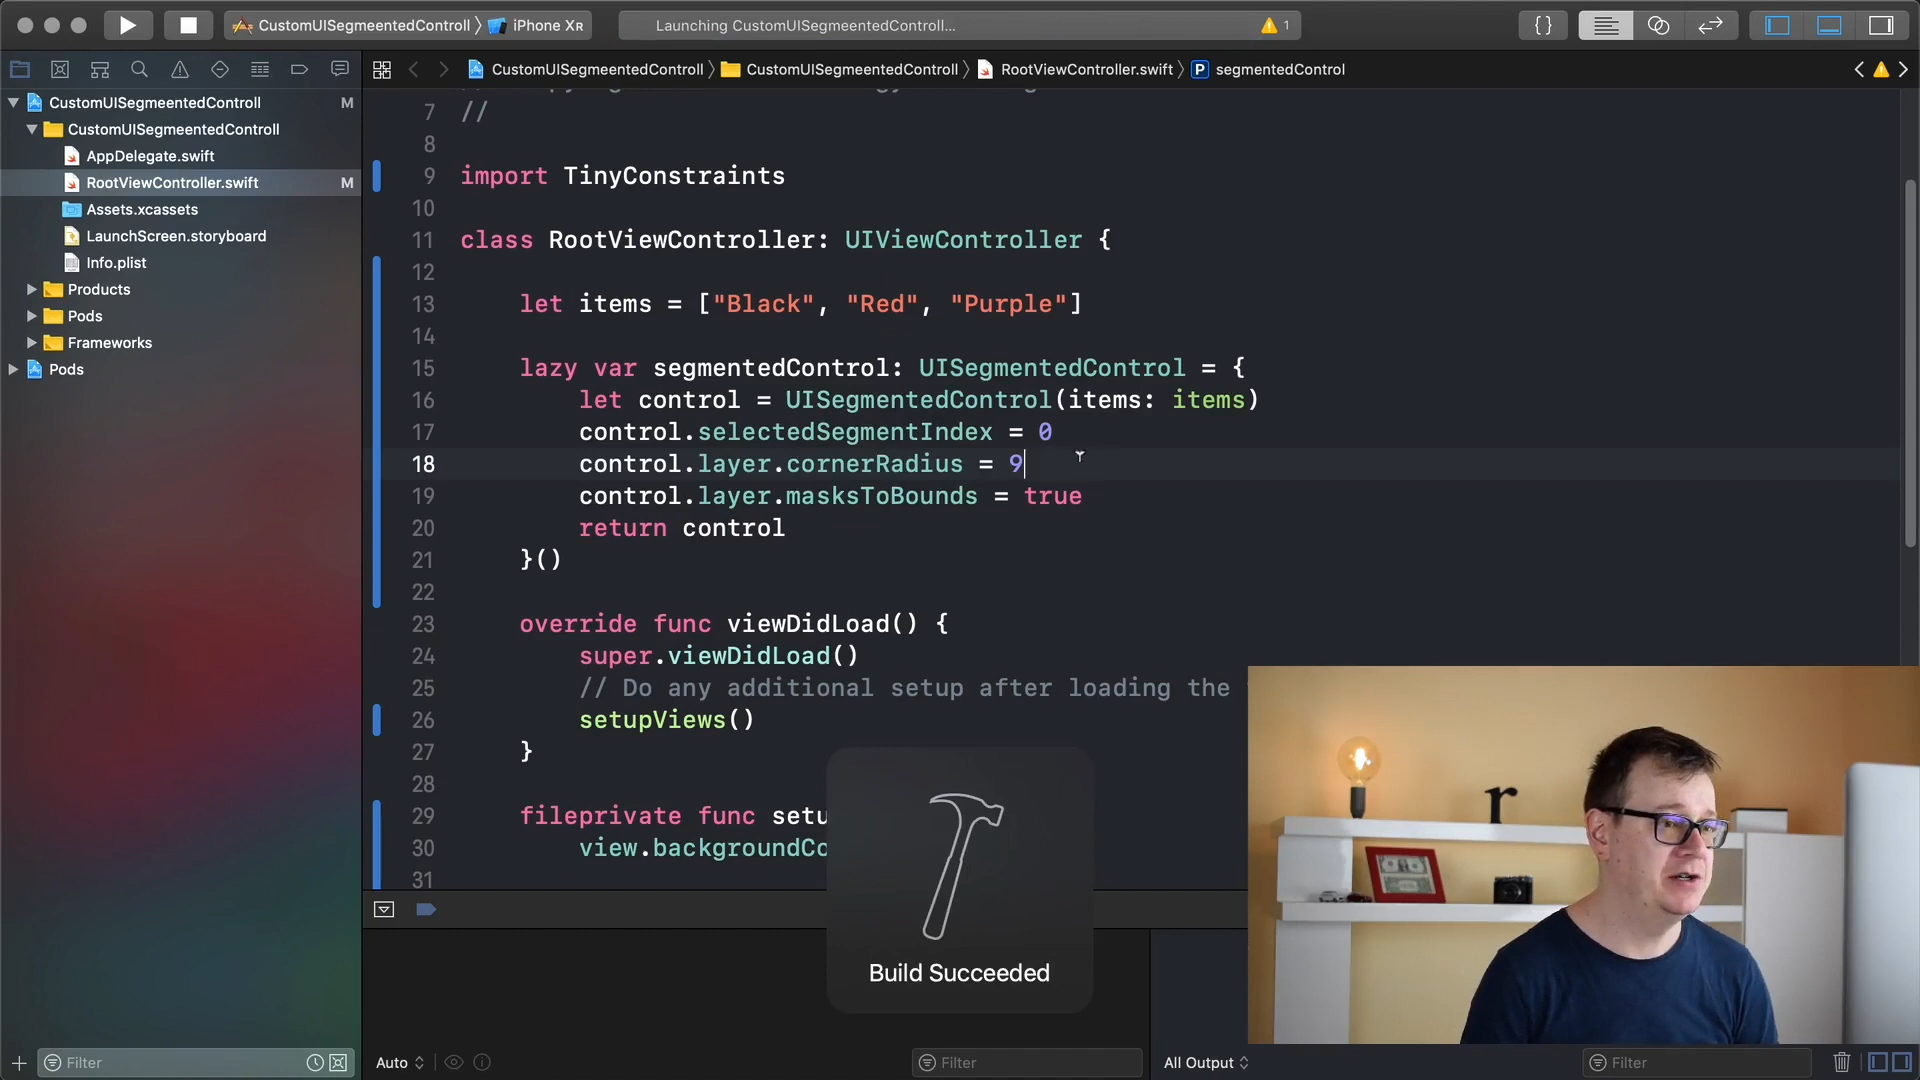 CustomUISegmeentedControll
iPhone XR
Launching CustomUISegmeentedControll...
1
CustomUISegmeentedControll
CustomUISegmeentedControll
RootViewController.swift
P
segmentedControl
CustomUISegmeentedControll M
CustomUISegmeentedControll
AppDelegate.swift
RootViewController.swift M
Assets.xcassets
LaunchScreen.storyboard
Info.plist
Products
Pods
Frameworks
Pods
7 //
8
9 import TinyConstraints
10
11 class RootViewController: UIViewController {
12
13 let items = ["Black", "Red", "Purple"]
14
15 lazy var segmentedControl: UISegmentedControl = {
16 let control = UISegmentedControl(items: items)
17 control.selectedSegmentIndex = 0
18 control.layer.cornerRadius = 9
19 control.layer.masksToBounds = true
20 return control
21 }()
22
23 override func viewDidLoad() {
24 super.viewDidLoad()
25 // Do any additional setup after loading the
26 setupViews()
27 }
28
29 fileprivate func setu
30 view.backgroundCo
31
Build Succeeded
Filter
Auto
Filter
All Output
Filter